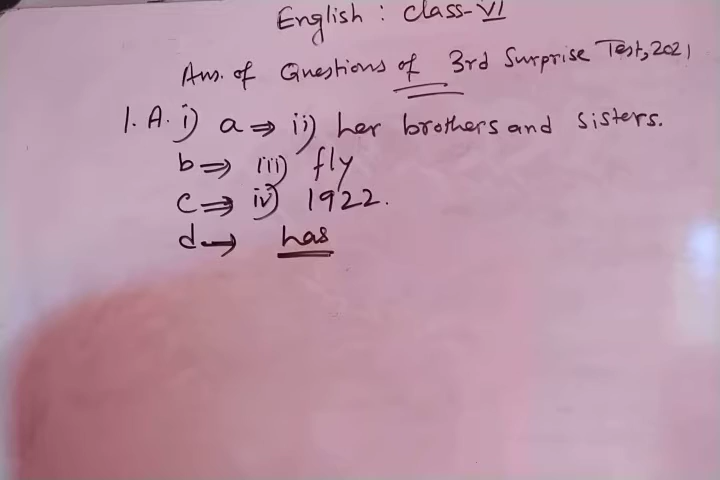 English : Class-VI
Ans. of Questions of 3rd Surprise Test, 2021
1. A. i) a ⇒ ii) her brothers and sisters.
b ⇒ iii) fly
c ⇒ iv) 1922.
d → has